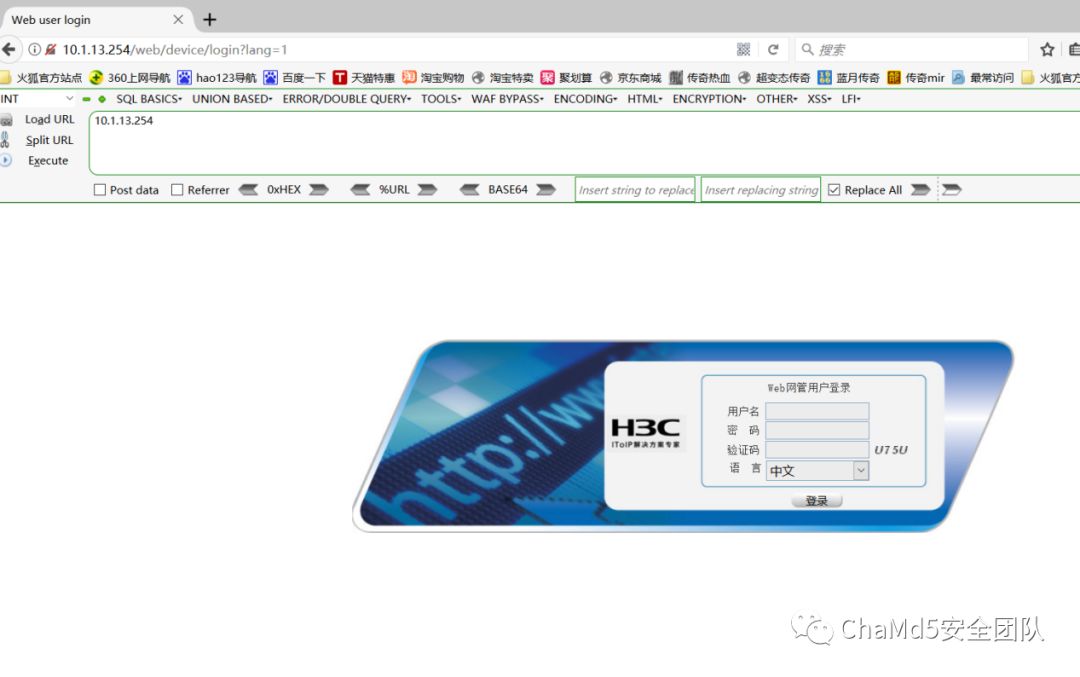 Web user login
10.1.13.254/web/device/login?lang=1
搜索
火狐官方站点 360上网导航 hao123导航 百度一下 天猫特惠 淘宝购物 淘宝特卖 聚划算 京东商城 传奇热血 超变态传奇 蓝月传奇 传奇mir 最常访问 火狐官方
INT SQL BASICS UNION BASED ERROR/DOUBLE QUERY TOOLS WAF BYPASS ENCODING HTML ENCRYPTION OTHER XSS LFI
Load URL
10.1.13.254
Split URL
Execute
Post data Referrer 0xHEX %URL BASE64 Insert string to replace Insert replacing string Replace All
http://www
H3C
IToIP解决方案专家
Web网管用户登录
用户名
密 码
验证码 U75U
语 言 中文
登录
ChaMd5安全团队